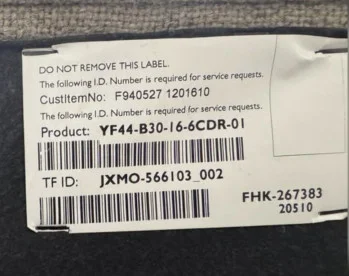 DO NOT REMOVE THIS LABEL.
The following I.D. Number is required for service requests.
CustItemNo: F940527 1201610
The following I.D. Number is required for service requests.
Product: YF44-B30-16-6CDR-01
TF ID: JXMO-566103_002
FHK-267383
20510